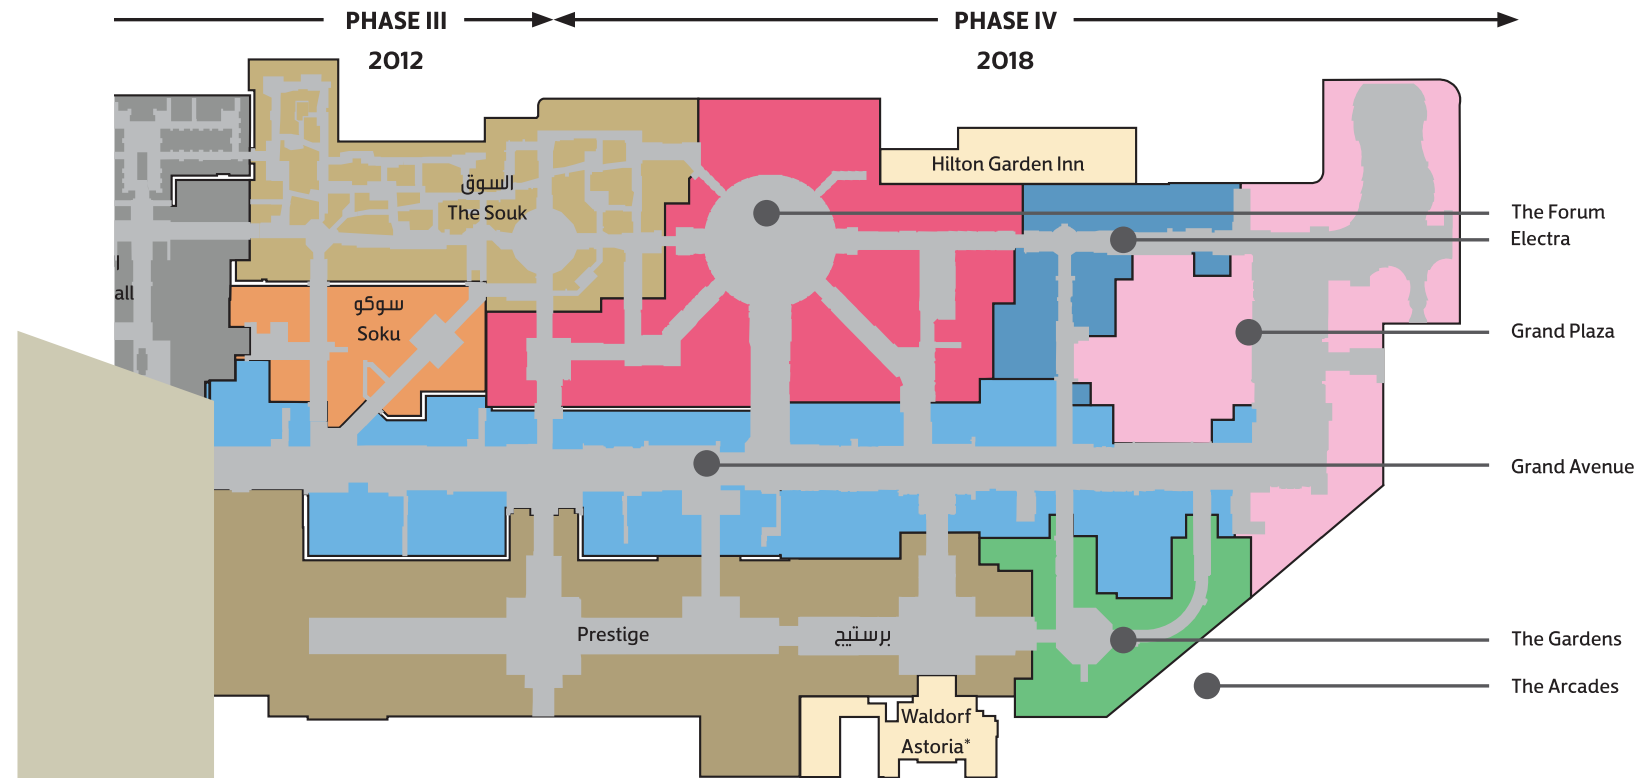 PHASE III
PHASE IV
2012
2018
Hilton Garden Inn
السوق
The Souk
The Forum
Electra
all
سوكو
Soku
Grand Plaza
Grand Avenue
Prestige
برستيج
The Gardens
The Arcades
Waldorf
Astoria*